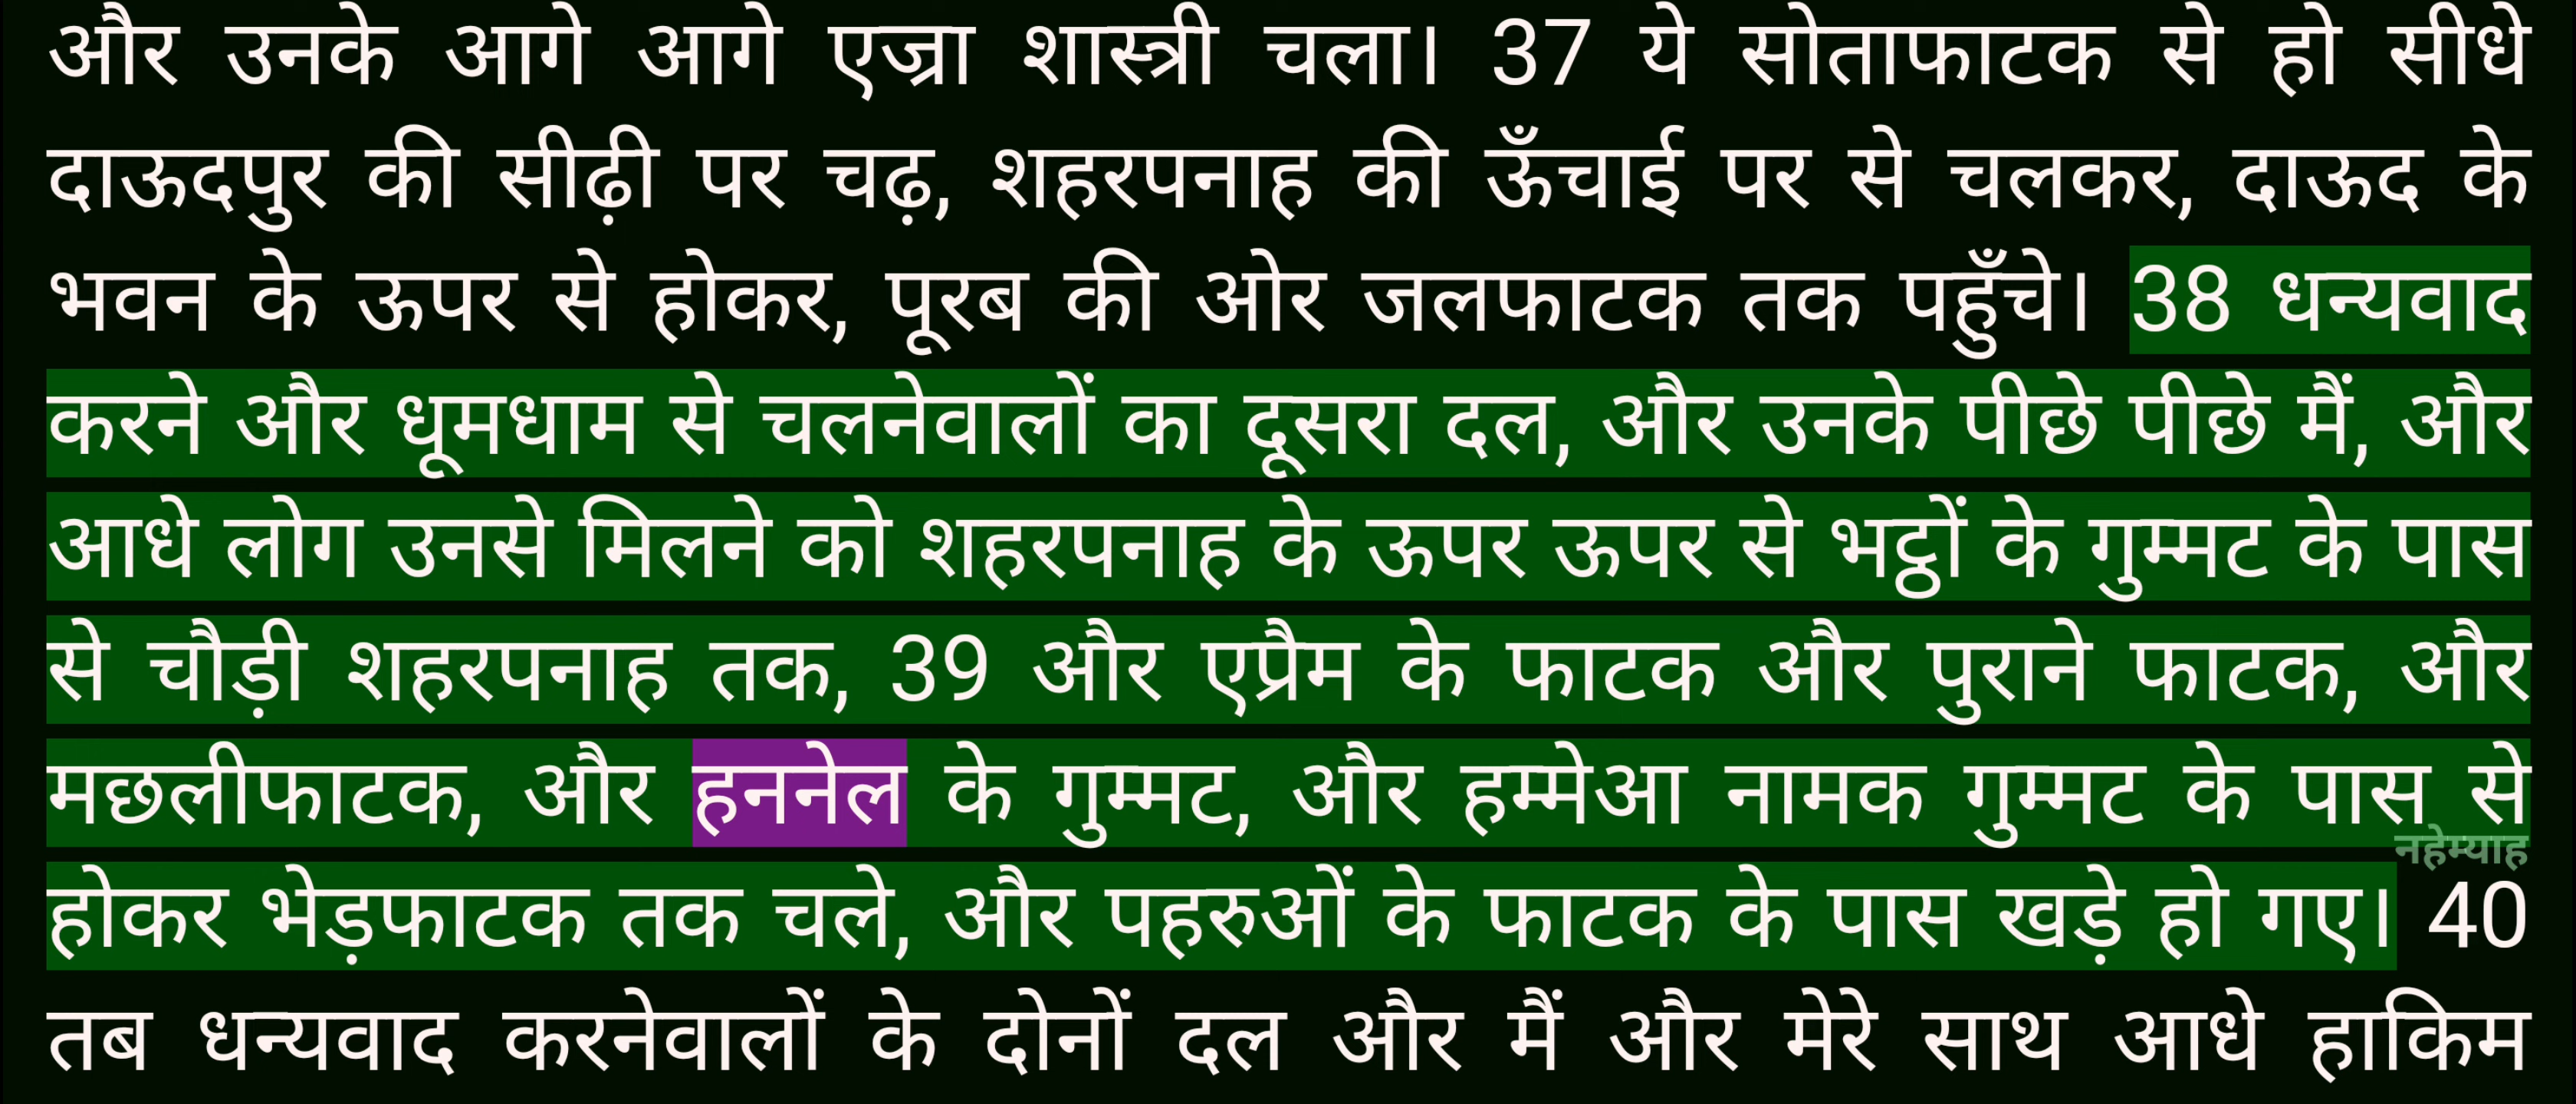 और उनके आगे आगे एज्रा शास्त्री चला। 37 ये सोताफाटक से हो सीधे
दाऊदपुर की सीढ़ी पर चढ़, शहरपनाह की ऊँचाई पर से चलकर, दाऊद के
भवन के ऊपर से होकर, पूरब की ओर जलफाटक तक पहुँचे। 38 धन्यवाद
करने और धूमधाम से चलनेवालों का दूसरा दल, और उनके पीछे पीछे मैं, और
आधे लोग उनसे मिलने को शहरपनाह के ऊपर ऊपर से भट्ठों के गुम्मट के पास
से चौड़ी शहरपनाह तक, 39 और एप्रैम के फाटक और पुराने फाटक, और
मछलीफाटक, और हननेल के गुम्मट, और हम्मेआ नामक गुम्मट के पास से
नहेम्याह
होकर भेड़फाटक तक चले, और पहरुओं के फाटक के पास खड़े हो गए। 40
तब धन्यवाद करनेवालों के दोनों दल और मैं और मेरे साथ आधे हाकिम